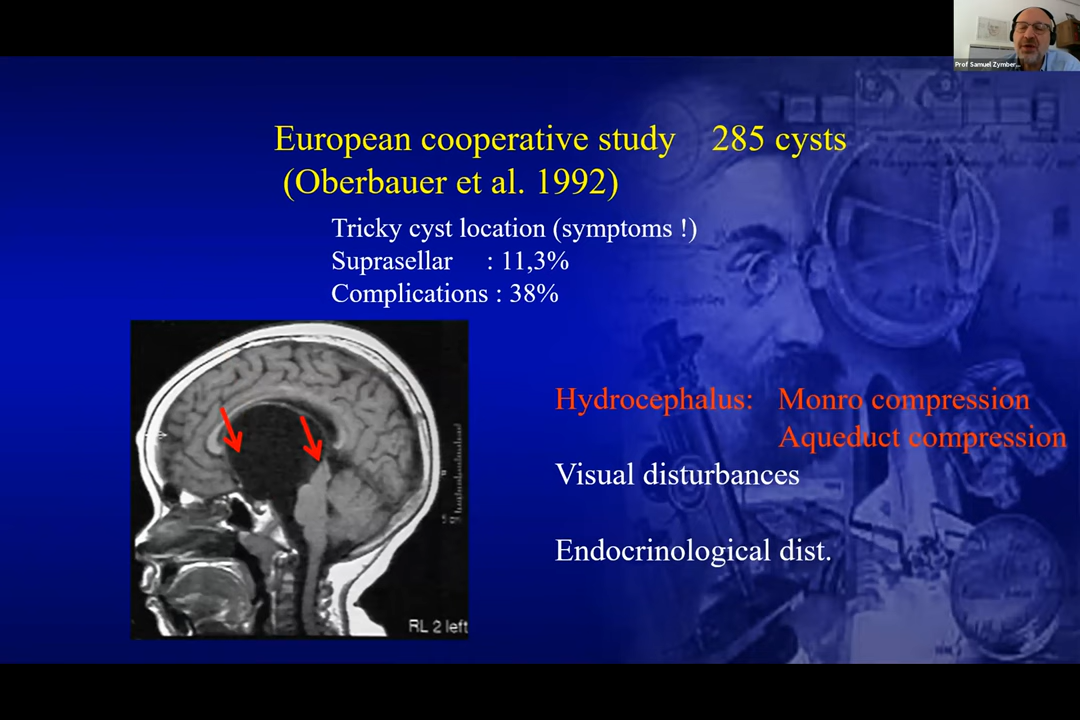 Prof Samuel Zymber...
European cooperative study 285 cysts
(Oberbauer et al. 1992)
Tricky cyst location (symptoms !)
Suprasellar : 11,3%
Complications : 38%
Hydrocephalus: Monro compression
Aqueduct compression
Visual disturbances
Endocrinological dist.
RL 2 left